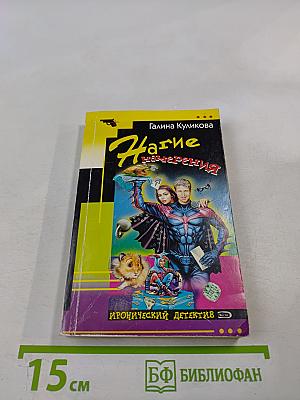 Галина Куликова
Нагие
намерения
ИРОНИЧЕСКИЙ ДЕТЕКТИВ
15 см
БФ БИБЛИОФАН